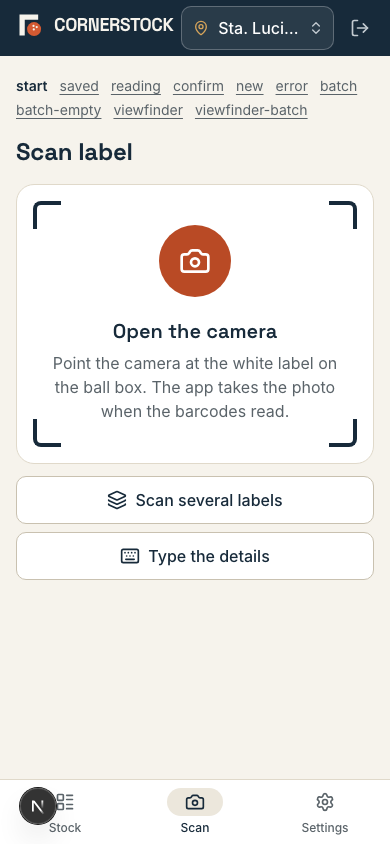 CORNERSTOCK
Sta. Luci...
start saved reading confirm new error batch
batch-empty viewfinder viewfinder-batch
Scan label
Open the camera
Point the camera at the white label on
the ball box. The app takes the photo
when the barcodes read.
Scan several labels
Type the details
N
Stock Scan Settings